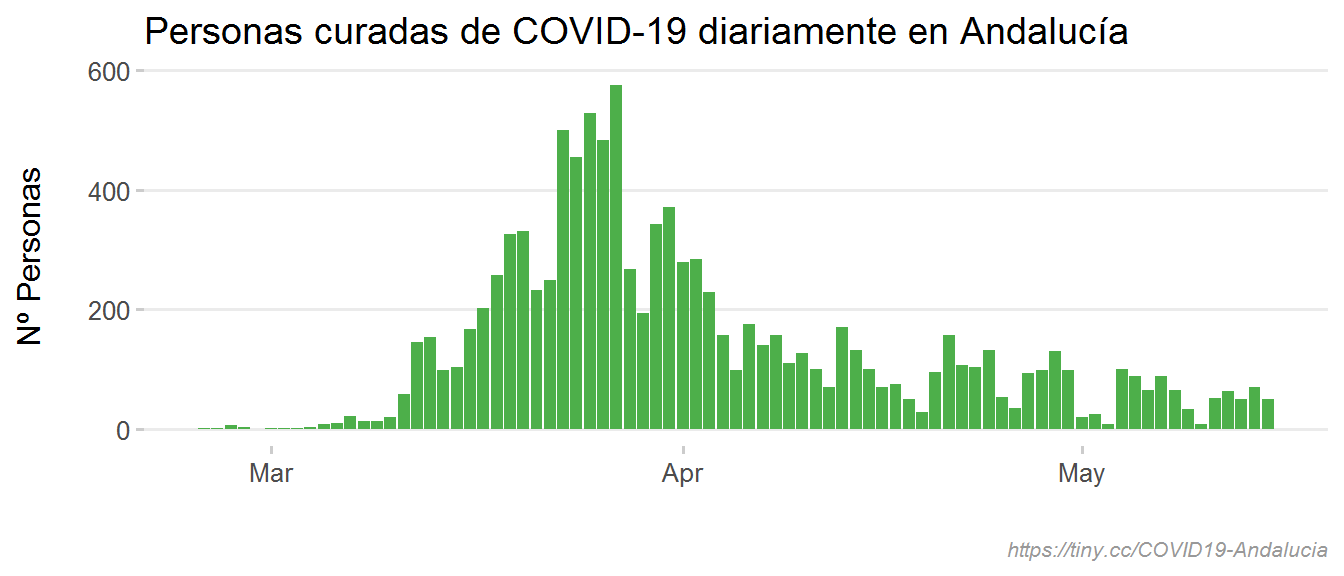 Personas curadas de COVID-19 diariamente en Andalucía
600
400
200
0
Nº Personas
Mar Apr May
https://tiny.cc/COVID19-Andalucia